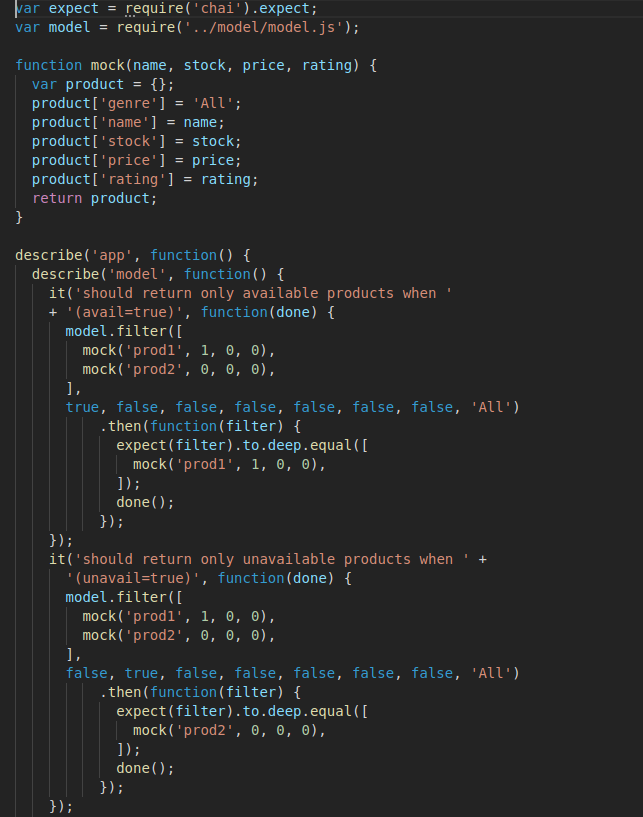 var expect = require('chai').expect;
var model = require('../model/model.js');

function mock(name, stock, price, rating) {
  var product = {};
  product['genre'] = 'All';
  product['name'] = name;
  product['stock'] = stock;
  product['price'] = price;
  product['rating'] = rating;
  return product;
}

describe('app', function() {
  describe('model', function() {
    it('should return only available products when '
    + '(avail=true)', function(done) {
      model.filter([
        mock('prod1', 1, 0, 0),
        mock('prod2', 0, 0, 0),
      ],
      true, false, false, false, false, false, false, 'All')
          .then(function(filter) {
            expect(filter).to.deep.equal([
              mock('prod1', 1, 0, 0),
            ]);
            done();
          });
    });
    it('should return only unavailable products when ' +
      '(unavail=true)', function(done) {
      model.filter([
        mock('prod1', 1, 0, 0),
        mock('prod2', 0, 0, 0),
      ],
      false, true, false, false, false, false, false, 'All')
          .then(function(filter) {
            expect(filter).to.deep.equal([
              mock('prod2', 0, 0, 0),
            ]);
            done();
          });
    });